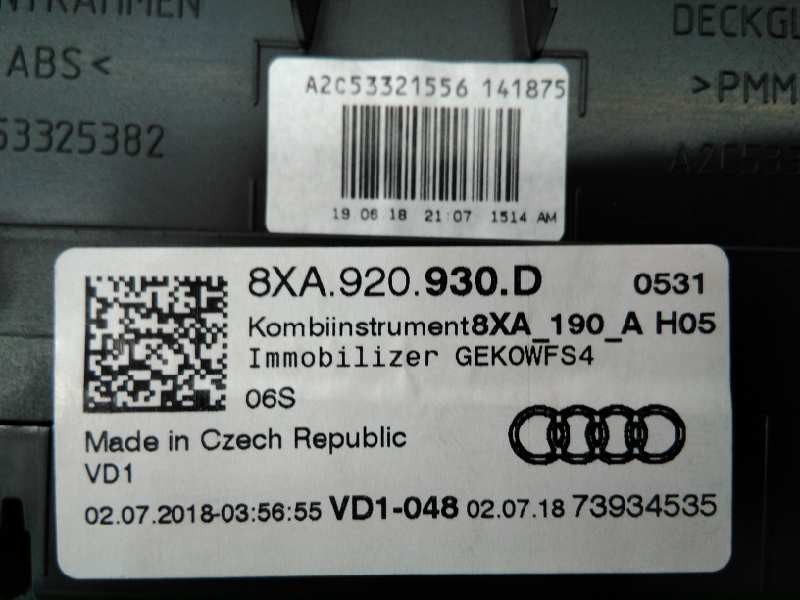 ABS<
53325382
DECKGL
>PMM
A2C53321556 141875
19 06 18 21:07 1514 AM
8XA.920.930.D 0531
Kombiinstrument8XA_190_A H05
Immobilizer GEKOWFS4
06S
Made in Czech Republic
VD1
02.07.2018-03:56:55 VD1-048 02.07.18 73934535